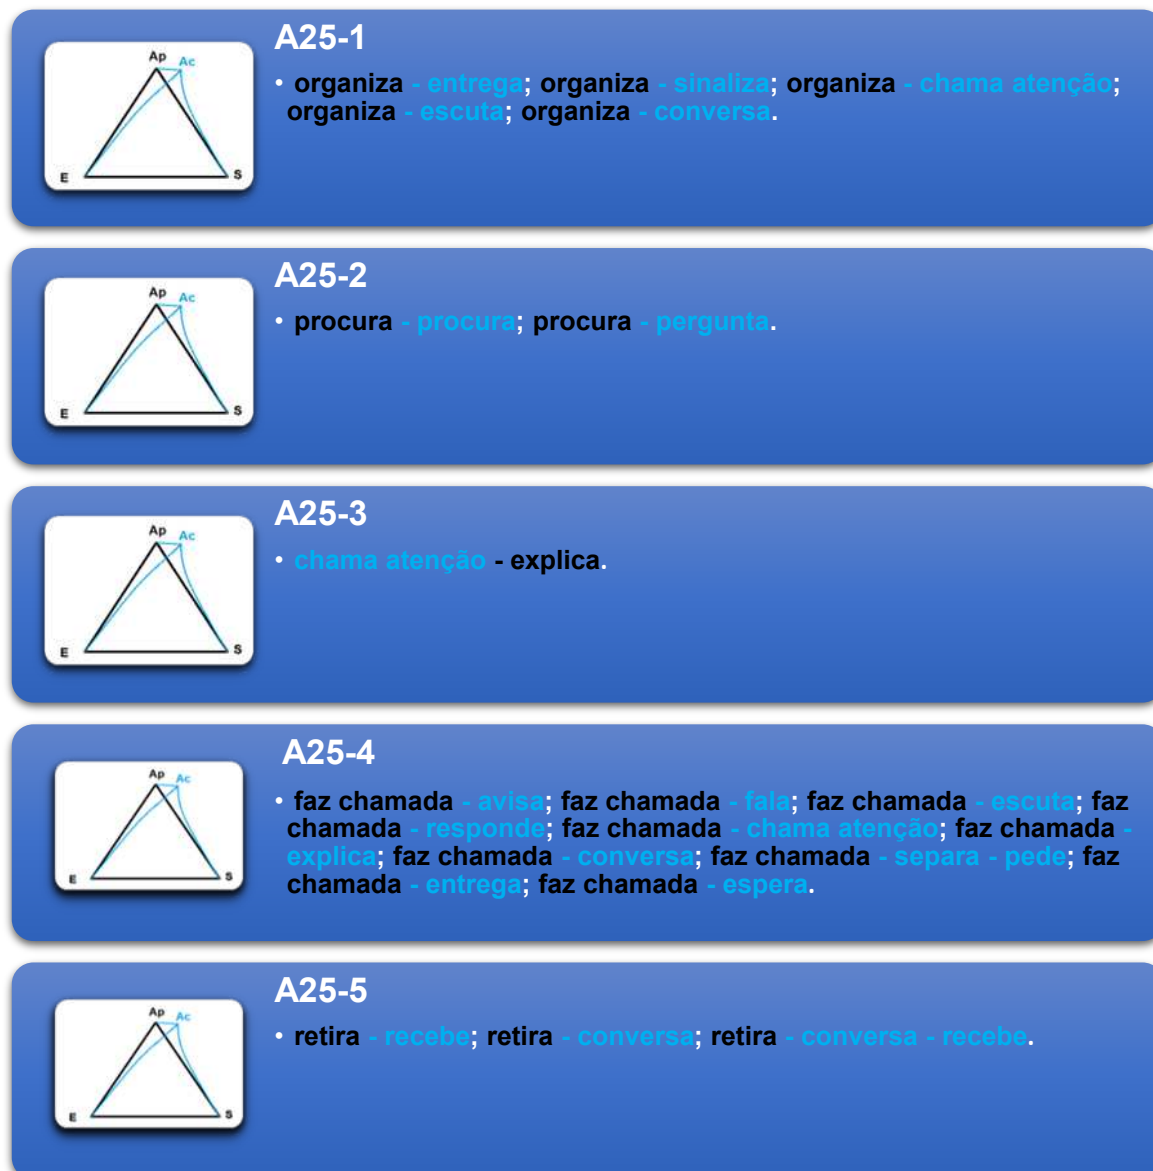 A25-1
Ap Ac
• organiza - entrega; organiza - sinaliza; organiza - chama atenção;
organiza - escuta; organiza - conversa.
E S
A25-2
Ap Ac
• procura - procura; procura - pergunta.
E S
A25-3
Ap Ac
• chama atenção - explica.
E S
A25-4
Ap Ac
• faz chamada - avisa; faz chamada - fala; faz chamada - escuta; faz
chamada - responde; faz chamada - chama atenção; faz chamada -
explica; faz chamada - conversa; faz chamada - separa - pede; faz
chamada - entrega; faz chamada - espera.
E S
A25-5
Ap Ac
• retira - recebe; retira - conversa; retira - conversa - recebe.
E S